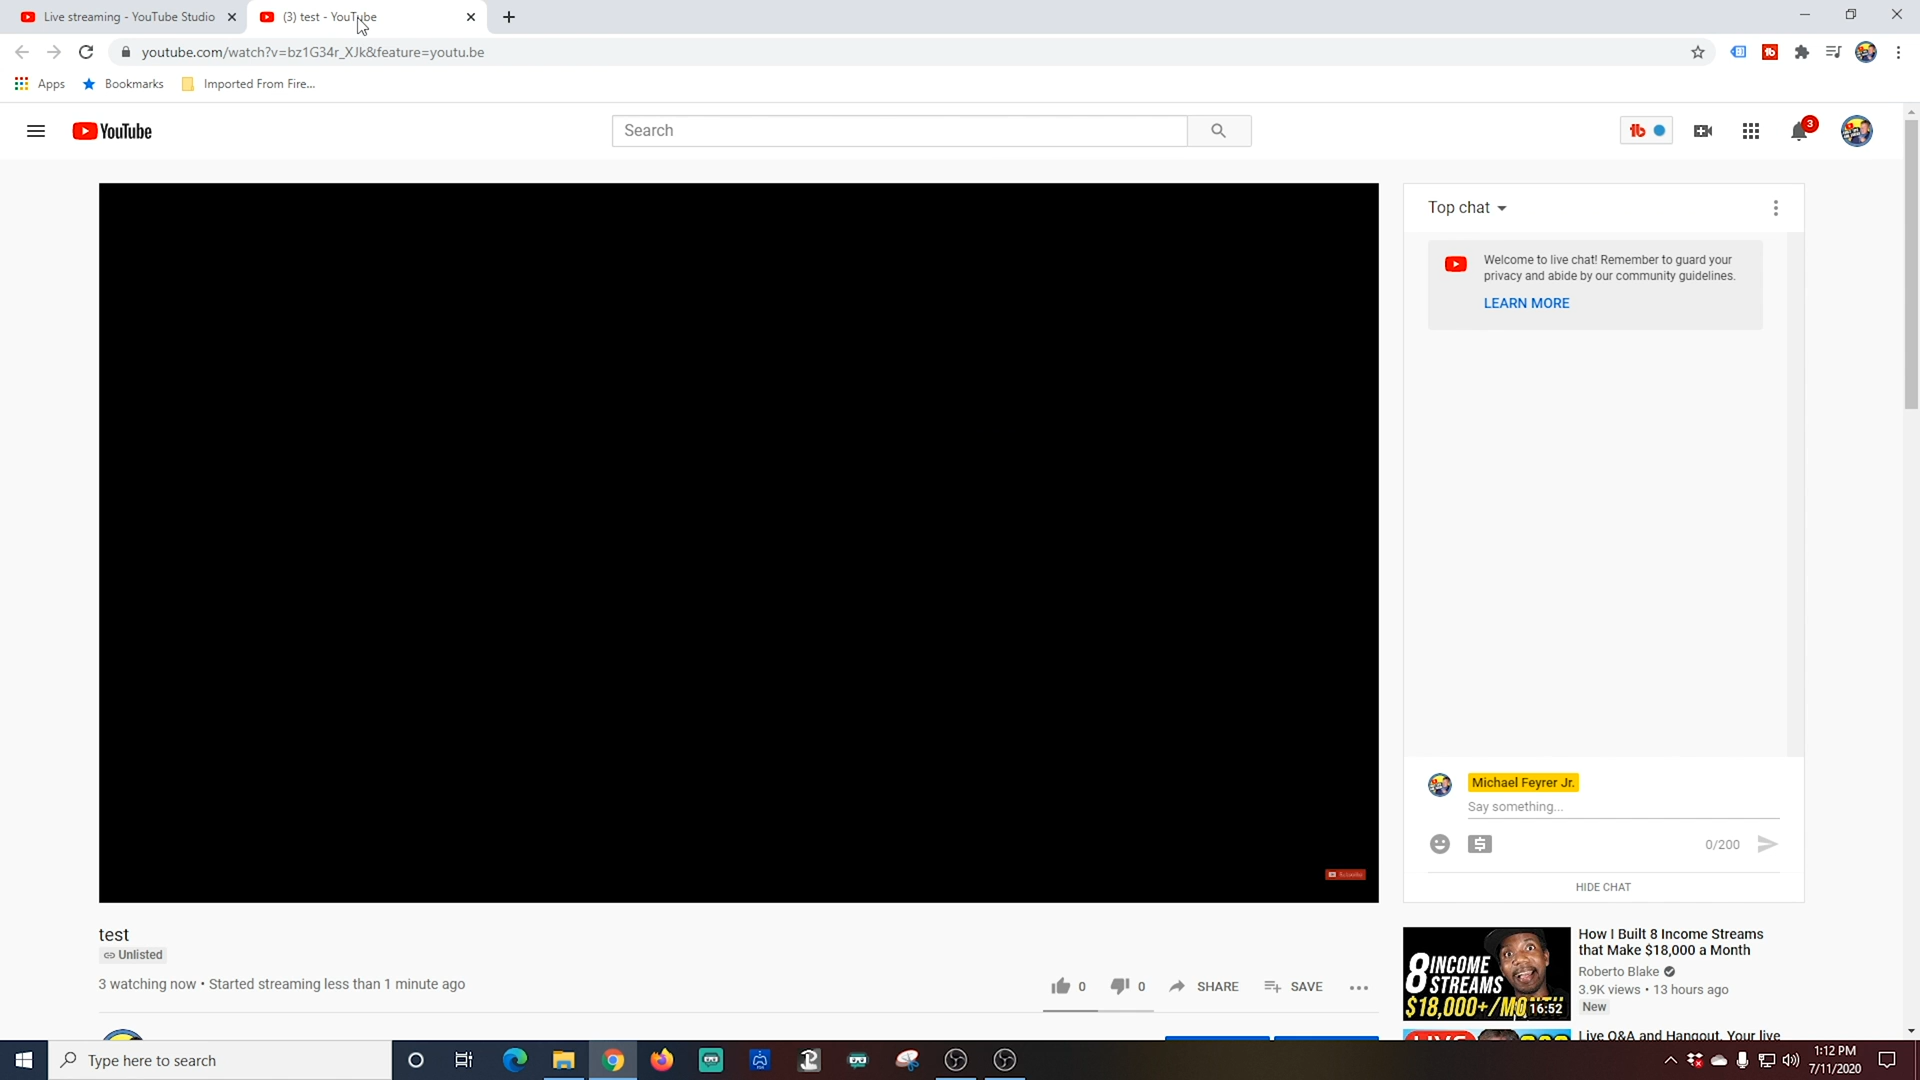 Live streaming - YouTube Studio
(3) test - YouTube
youtube.com/watch?v=bz1G34r_XJk&feature=youtu.be
Apps
Bookmarks
Imported From Fire...
YouTube
Search
3
Top chat
Welcome to live chat! Remember to guard your
privacy and abide by our community guidelines.
LEARN MORE
Michael Feyrer Jr.
Say something...
0/200
HIDE CHAT
test
Unlisted
3 watching now • Started streaming less than 1 minute ago
0
0
SHARE
SAVE
8 INCOME
STREAMS
$18,000+/MONTH
16:52
How I Built 8 Income Streams
that Make $18,000 a Month
Roberto Blake
3.9K views • 13 hours ago
New
Live Q&A and Hangout. Your live
Type here to search
1:12 PM
7/11/2020